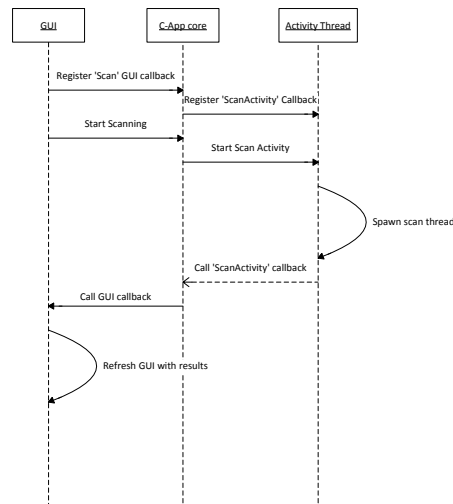 GUI
C-App core
Activity Thread
Register 'Scan' GUI callback
Register 'ScanActivity' Callback
Start Scanning
Start Scan Activity
Spawn scan thread
Call 'ScanActivity' callback
Call GUI callback
Refresh GUI with results